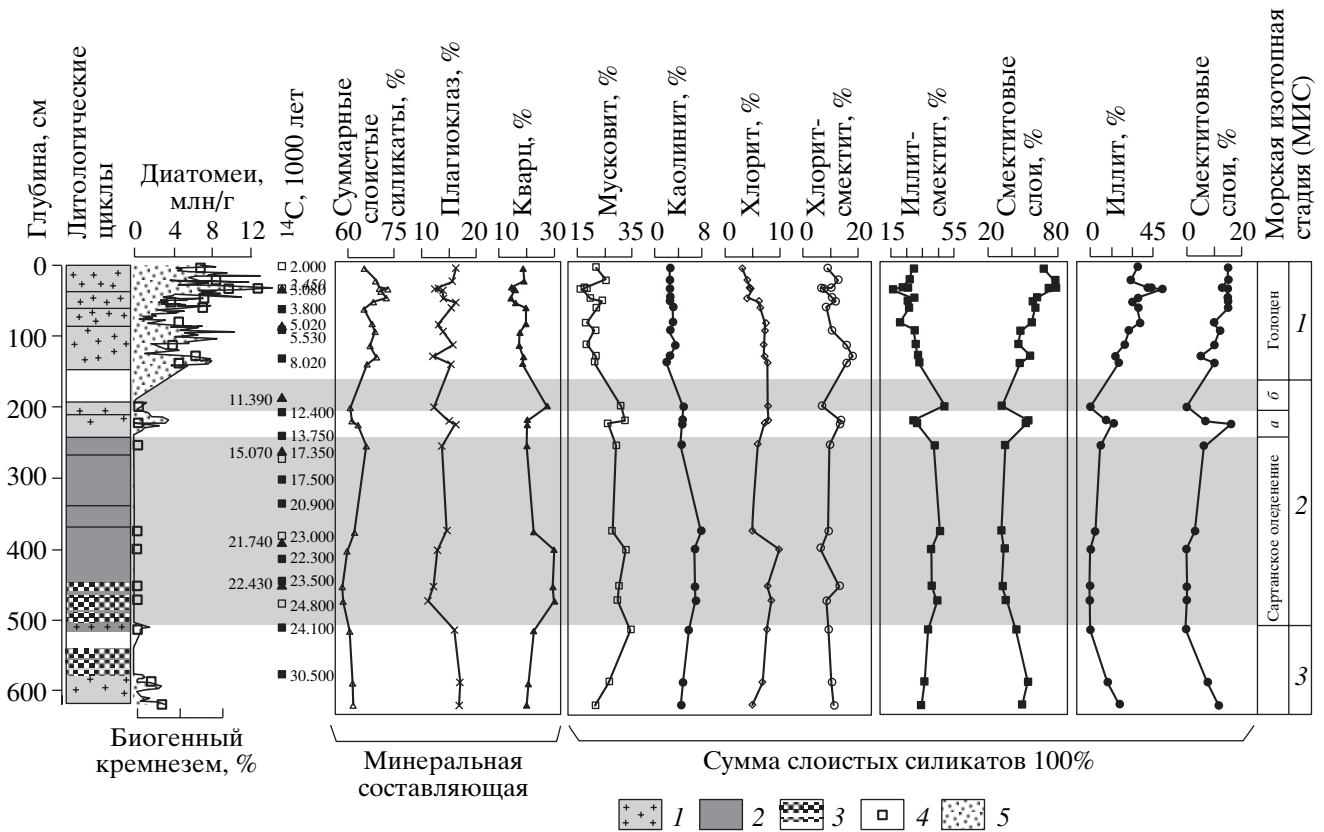 Глубина, см
Литологические
циклы
Диатомеи,
млн/г
0 4 8 12
¹⁴C, 1000 лет
Суммарные
слоистые
силикаты, %
60 75
Плагиоклаз, %
10 20
Кварц, %
10 30
Мусковит, %
15 35
Каолинит, %
0 8
Хлорит, %
0 10
Хлорит-
смектит, %
0 20
Иллит-
смектит, %
15 55
Смектитовые
слои, %
20 80
Иллит, %
0 45
Смектитовые
слои, %
0 20
Морская изотопная
стадия (МИС)
0
100
200
300
400
500
600
2.000
3.800
5.020
5.530
8.020
11.390
12.400
13.750
15.070
17.350
17.500
20.900
23.000
21.740
22.300
23.500
22.430
24.800
24.100
30.500
Голоцен
1
б
а
2
Сартанское оледенение
3
Биогенный
кремнезем, %
Минеральная
составляющая
Сумма слоистых силикатов 100%
1 2 3 4 5